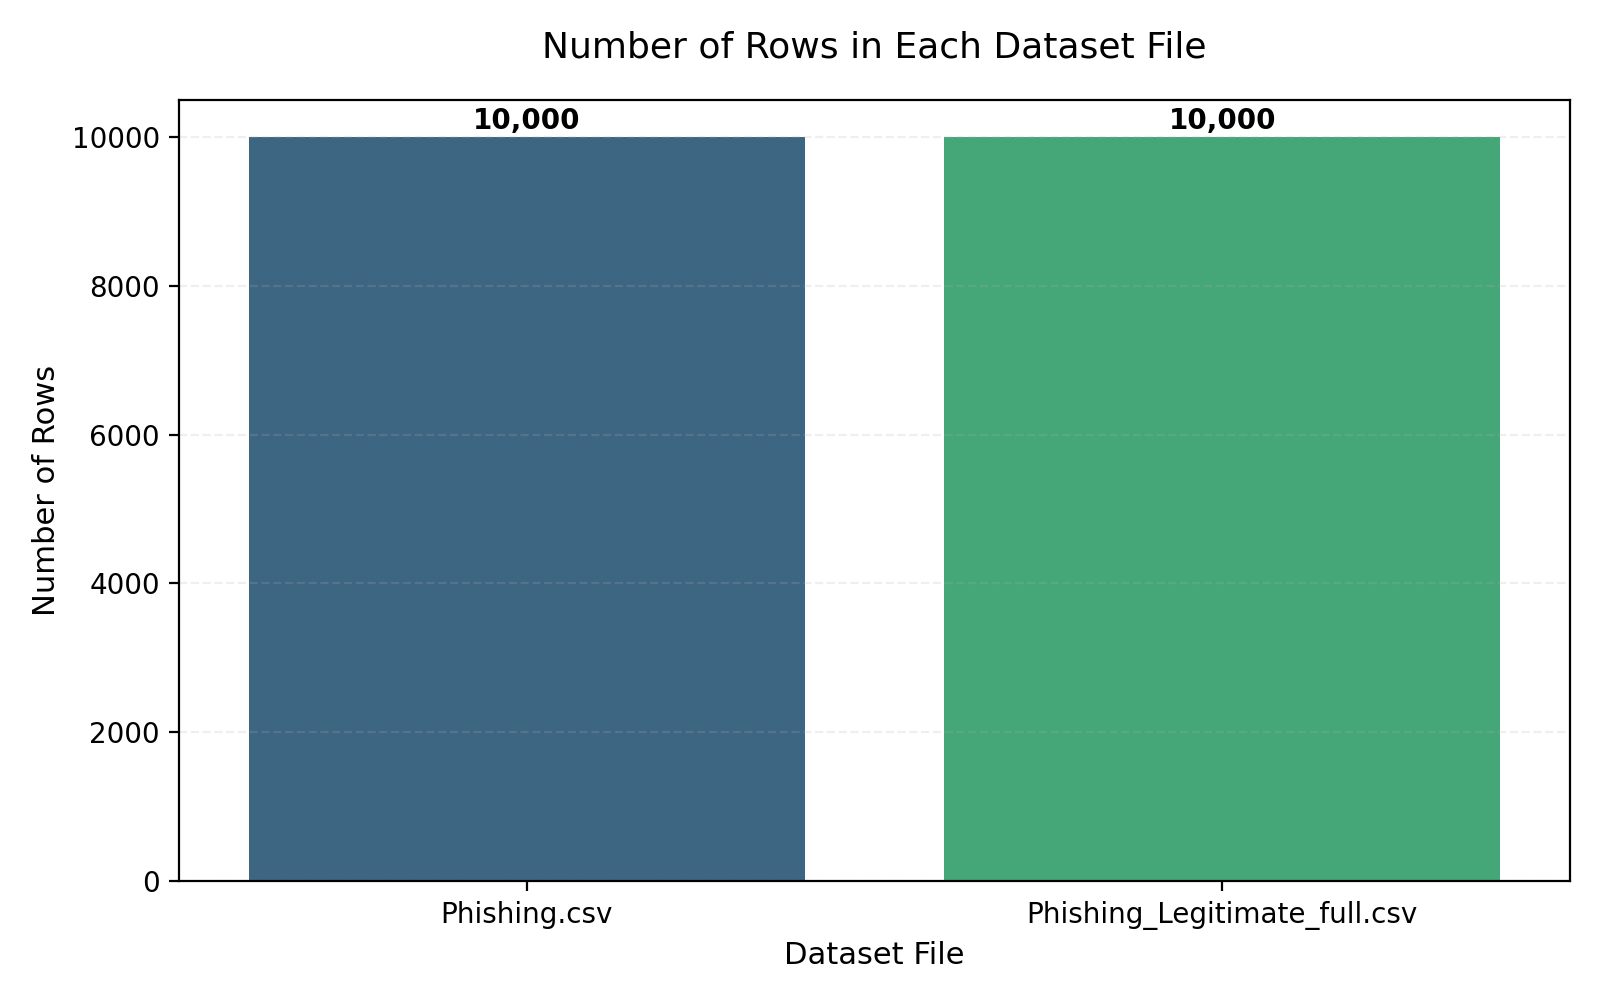 Number of Rows in Each Dataset File
10,000
10,000
10000
8000
6000
4000
2000
0
Number of Rows
Phishing.csv
Phishing_Legitimate_full.csv
Dataset File